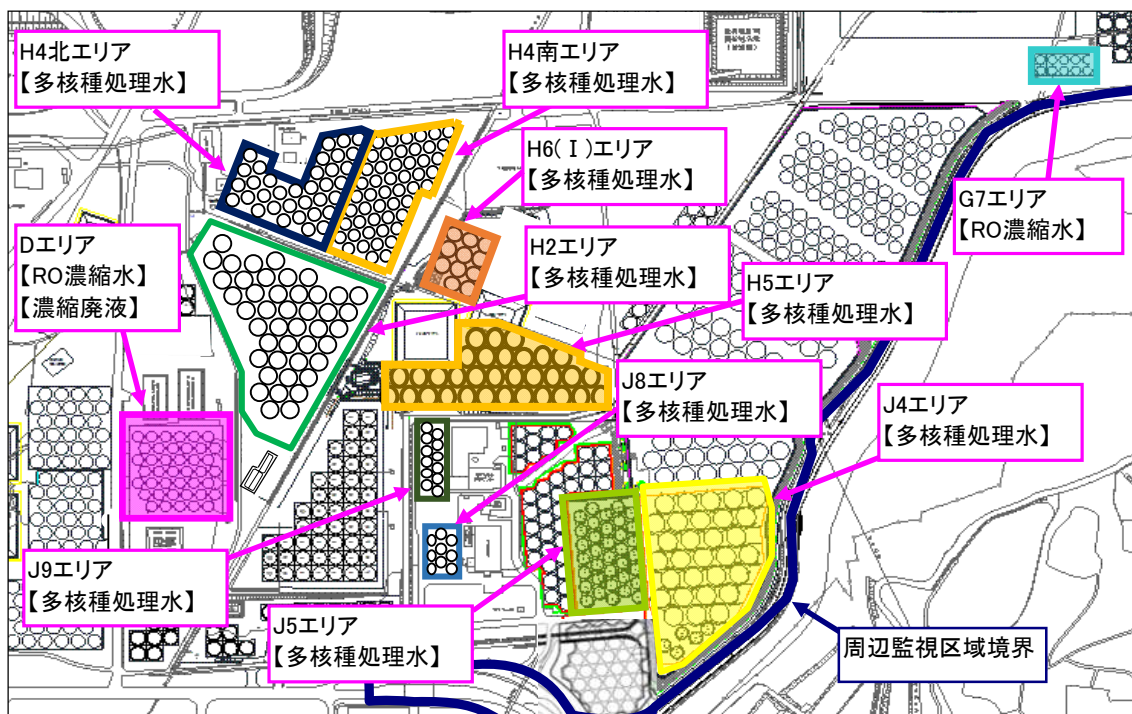 H4北エリア
【多核種処理水】
H4南エリア
【多核種処理水】
H6(Ⅰ)エリア
【多核種処理水】
G7エリア
【RO濃縮水】
Dエリア
【RO濃縮水】
【濃縮廃液】
H2エリア
【多核種処理水】
H5エリア
【多核種処理水】
J8エリア
【多核種処理水】
J4エリア
【多核種処理水】
J9エリア
【多核種処理水】
J5エリア
【多核種処理水】
周辺監視区域境界